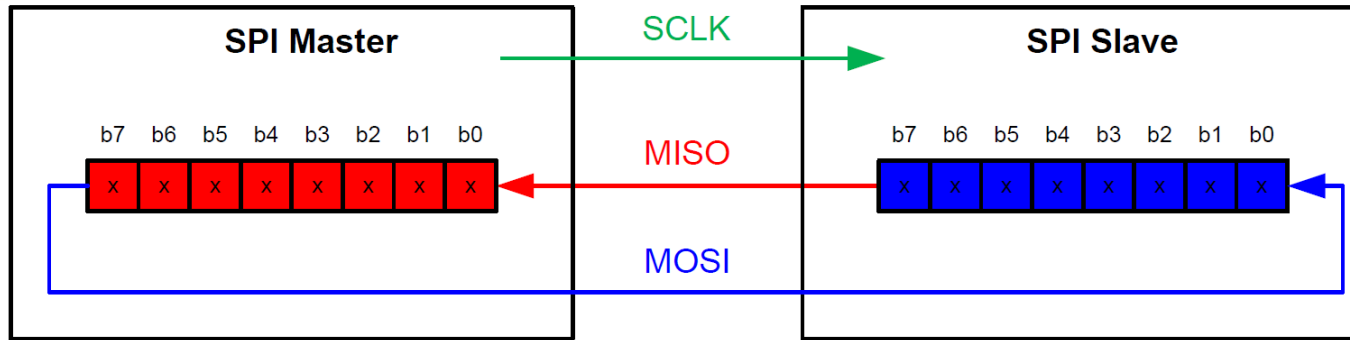 SPI Master
SCLK
SPI Slave
b7 b6 b5 b4 b3 b2 b1 b0
MISO
b7 b6 b5 b4 b3 b2 b1 b0
x x x x x x x x
x x x x x x x x
MOSI